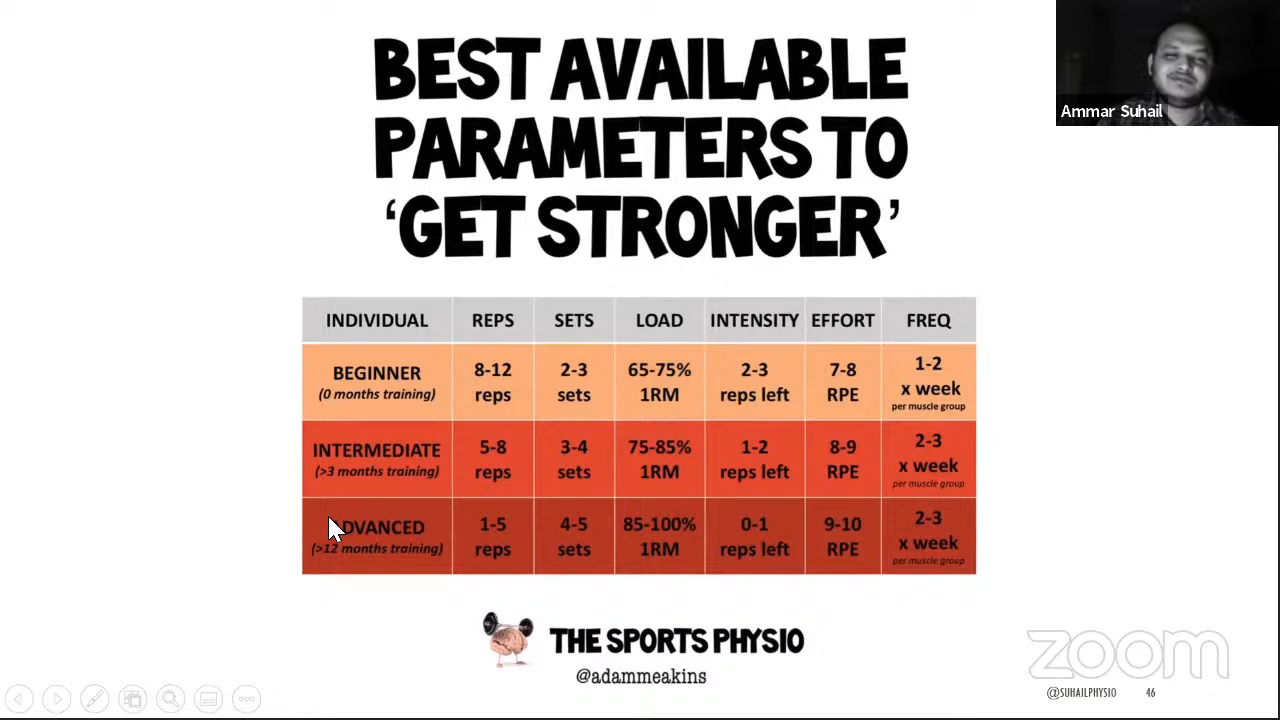 BEST AVAILABLE
PARAMETERS TO
‘GET STRONGER’
Ammar Suhail
INDIVIDUAL REPS SETS LOAD INTENSITY EFFORT FREQ
BEGINNER
(0 months training)
8-12
reps
2-3
sets
65-75%
1RM
2-3
reps left
7-8
RPE
1-2
x week
per muscle group
INTERMEDIATE
(>3 months training)
5-8
reps
3-4
sets
75-85%
1RM
1-2
reps left
8-9
RPE
2-3
x week
per muscle group
ADVANCED
(>12 months training)
1-5
reps
4-5
sets
85-100%
1RM
0-1
reps left
9-10
RPE
2-3
x week
per muscle group
THE SPORTS PHYSIO
@adammeakins
zoom
@SUHAILPHYSIO 46